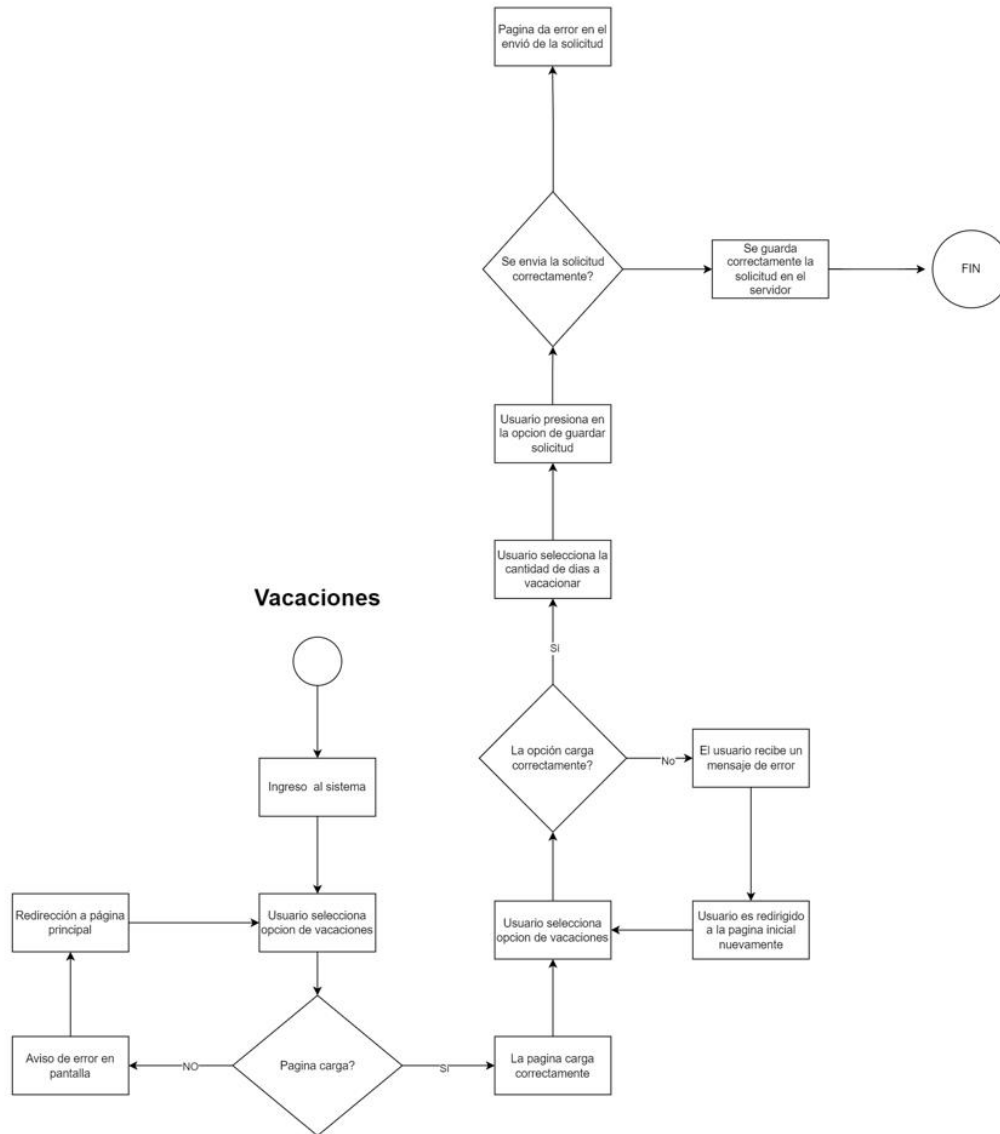 Pagina da error en el
envió de la solicitud
Se envia la solicitud
correctamente?
Se guarda
correctamente la
solicitud en el
servidor
FIN
Usuario presiona en
la opcion de guardar
solicitud
Usuario selecciona la
cantidad de dias a
vacacionar
Vacaciones
Si
La opción carga
correctamente?
No
El usuario recibe un
mensaje de error
Ingreso al sistema
Redirección a página
principal
Usuario selecciona
opcion de vacaciones
Usuario selecciona
opcion de vacaciones
Usuario es redirigido
a la pagina inicial
nuevamente
Aviso de error en
pantalla
NO
Pagina carga?
Si
La pagina carga
correctamente